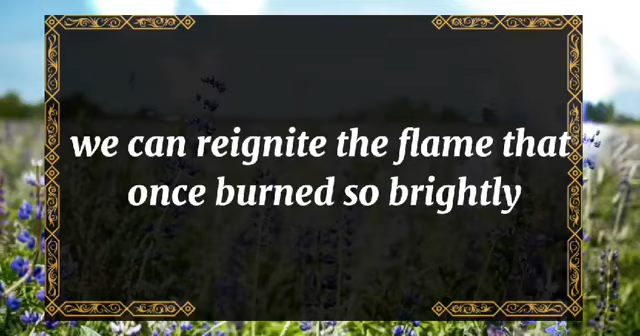 we can reignite the flame that
once burned so brightly